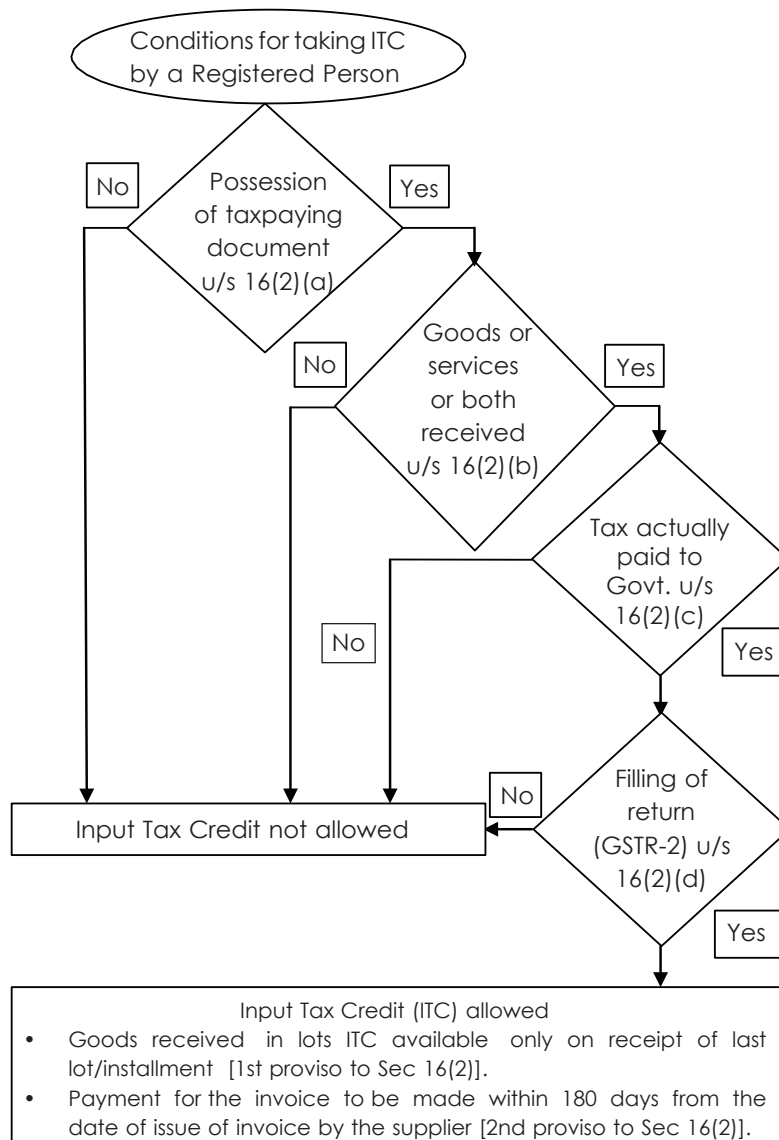 Conditions for taking ITC
by a Registered Person
No
Possession
of taxpaying
document
u/s 16(2)(a)
Yes
No
Goods or
services
or both
received
u/s 16(2)(b)
Yes
No
Tax actually
paid to
Govt. u/s
16(2)(c)
Yes
Input Tax Credit not allowed
No
Filling of
return
(GSTR-2) u/s
16(2)(d)
Yes
Input Tax Credit (ITC) allowed
• Goods received in lots ITC available only on receipt of last
lot/installment [1st proviso to Sec 16(2)].
• Payment for the invoice to be made within 180 days from the
date of issue of invoice by the supplier [2nd proviso to Sec 16(2)].